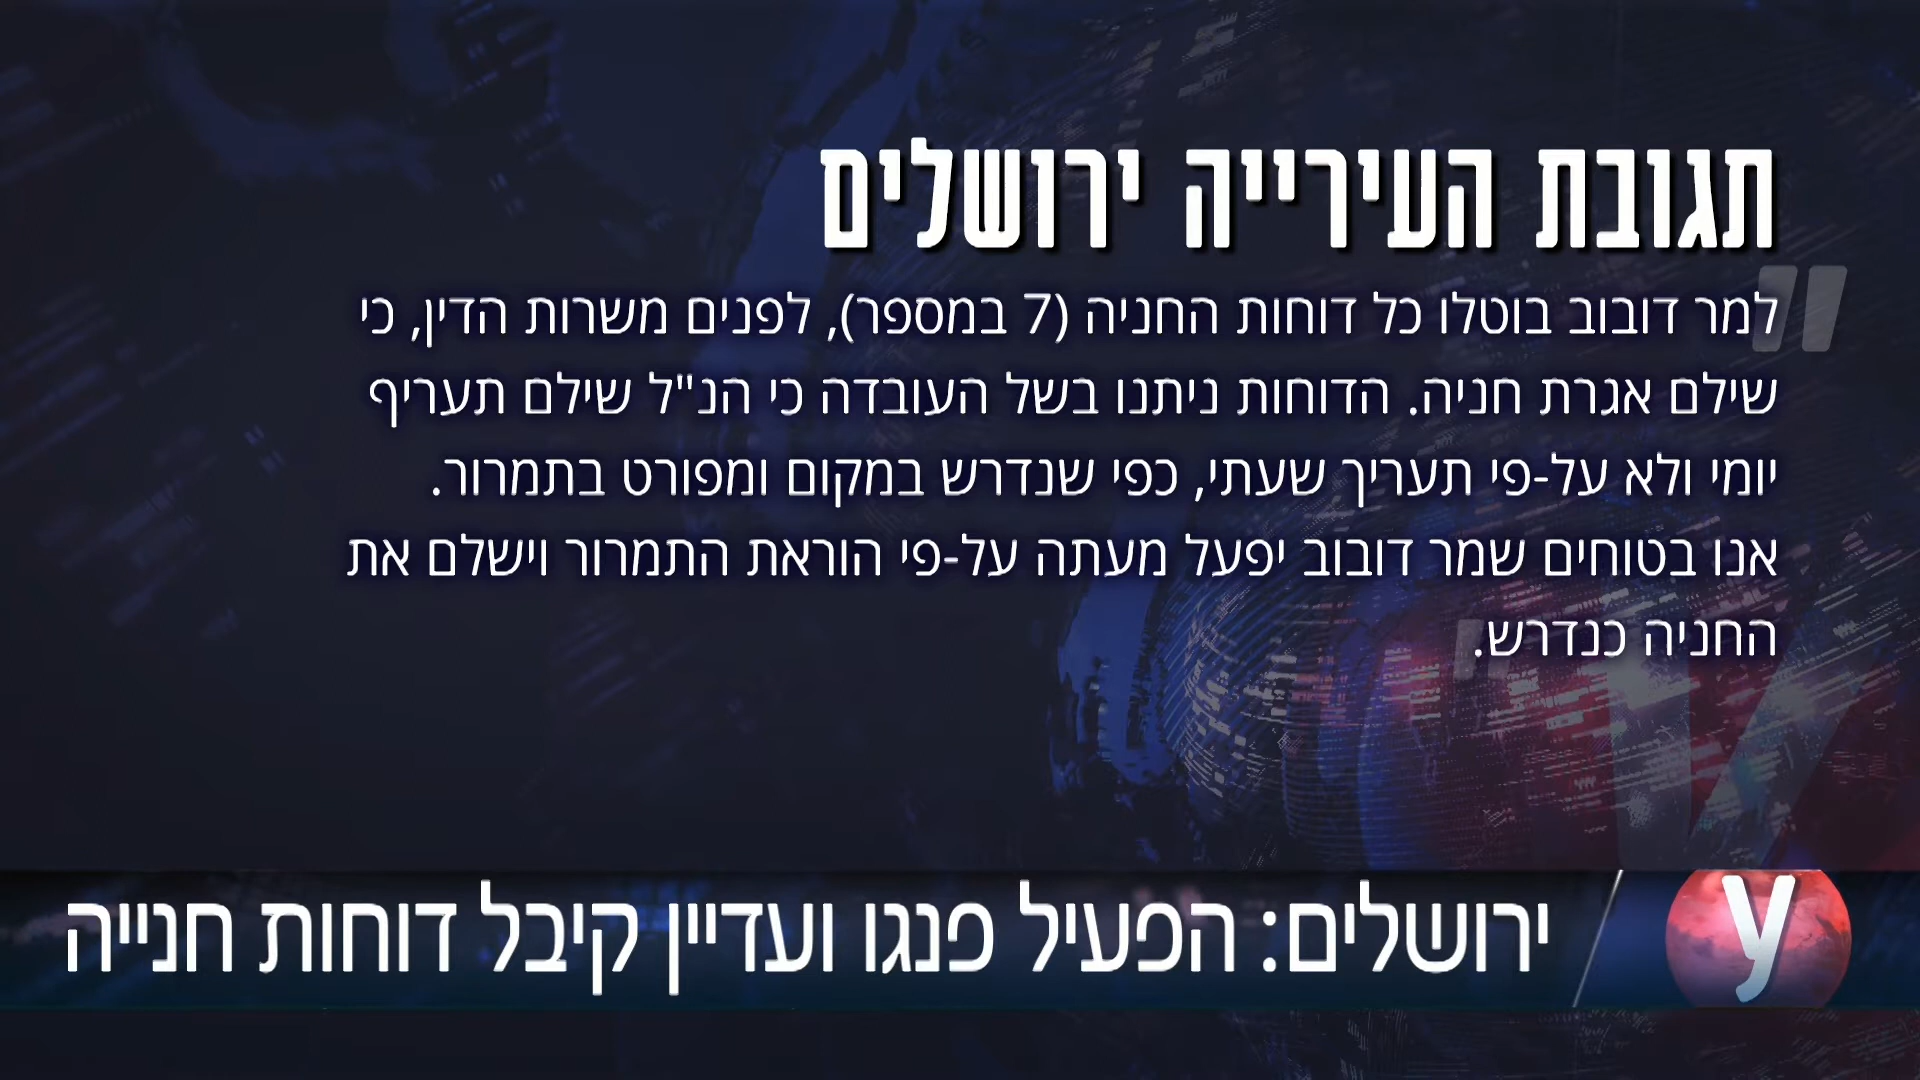 תגובת העירייה ירושלים
"למר דובוב בוטלו כל דוחות החניה (7 במספר), לפנים משרות הדין, כי
שילם אגרת חניה. הדוחות ניתנו בשל העובדה כי הנ"ל שילם תעריף
יומי ולא על-פי תעריך שעתי, כפי שנדרש במקום ומפורט בתמרור.
אנו בטוחים שמר דובוב יפעל מעתה על-פי הוראת התמרור וישלם את
החניה כנדרש."
ירושלים: הפעיל פנגו ועדיין קיבל דוחות חנייה
y